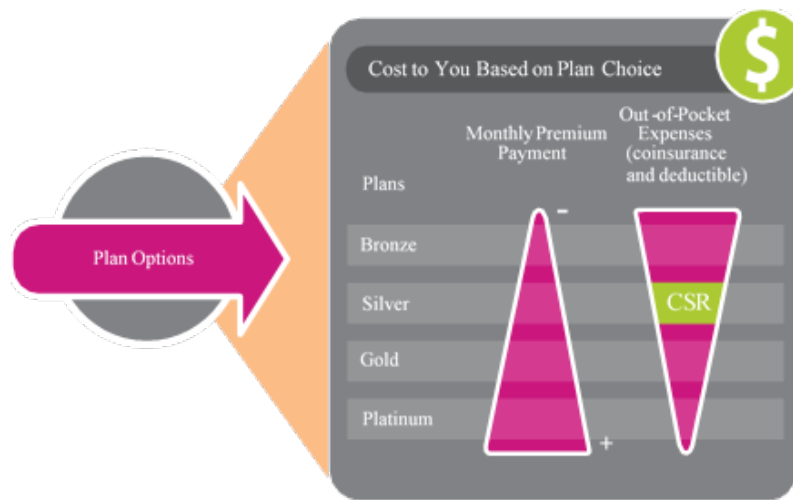 $
Cost to You Based on Plan Choice
Plans
Monthly Premium
Payment
Out-of-Pocket
Expenses
(coinsurance
and deductible)
-
Bronze
Plan Options
Silver
CSR
Gold
Platinum
+